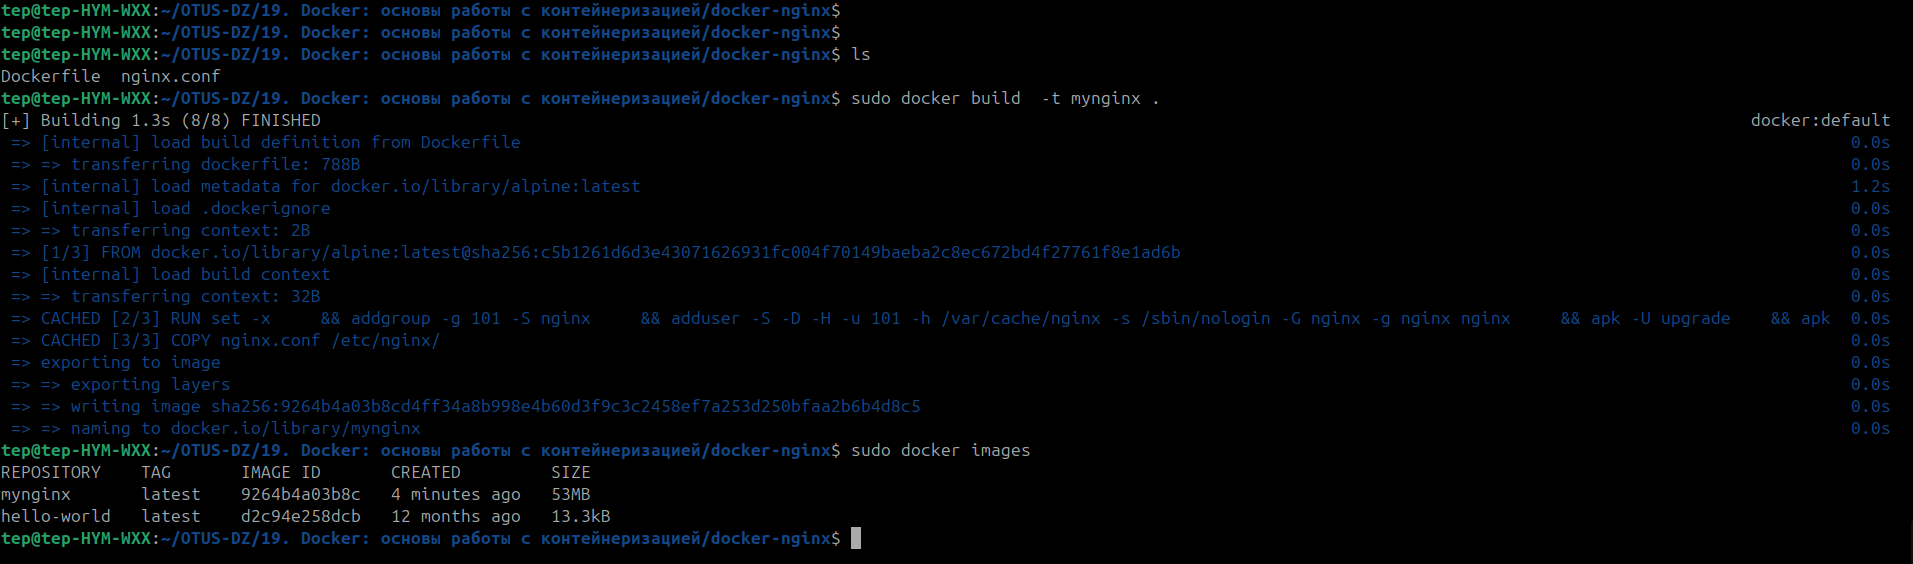 tep@tep-HYM-WXX:~/OTUS-DZ/19. Docker: основы работы с контейнеризацией/docker-nginx$
tep@tep-HYM-WXX:~/OTUS-DZ/19. Docker: основы работы с контейнеризацией/docker-nginx$
tep@tep-HYM-WXX:~/OTUS-DZ/19. Docker: основы работы с контейнеризацией/docker-nginx$ ls
Dockerfile  nginx.conf
tep@tep-HYM-WXX:~/OTUS-DZ/19. Docker: основы работы с контейнеризацией/docker-nginx$ sudo docker build  -t mynginx .
[+] Building 1.3s (8/8) FINISHED docker:default
=> [internal] load build definition from Dockerfile 0.0s
=> => transferring dockerfile: 788B 0.0s
=> [internal] load metadata for docker.io/library/alpine:latest 1.2s
=> [internal] load .dockerignore 0.0s
=> => transferring context: 2B 0.0s
=> [1/3] FROM docker.io/library/alpine:latest@sha256:c5b1261d6d3e43071626931fc004f70149baeba2c8ec672bd4f27761f8e1ad6b 0.0s
=> [internal] load build context 0.0s
=> => transferring context: 32B 0.0s
=> CACHED [2/3] RUN set -x     && addgroup -g 101 -S nginx     && adduser -S -D -H -u 101 -h /var/cache/nginx -s /sbin/nologin -G nginx -g nginx nginx     && apk -U upgrade    && apk  0.0s
=> CACHED [3/3] COPY nginx.conf /etc/nginx/ 0.0s
=> exporting to image 0.0s
=> => exporting layers 0.0s
=> => writing image sha256:9264b4a03b8cd4ff34a8b998e4b60d3f9c3c2458ef7a253d250bfaa2b6b4d8c5 0.0s
=> => naming to docker.io/library/mynginx 0.0s
tep@tep-HYM-WXX:~/OTUS-DZ/19. Docker: основы работы с контейнеризацией/docker-nginx$ sudo docker images
REPOSITORY    TAG       IMAGE ID       CREATED         SIZE
mynginx       latest    9264b4a03b8c   4 minutes ago   53MB
hello-world   latest    d2c94e258dcb   12 months ago   13.3kB
tep@tep-HYM-WXX:~/OTUS-DZ/19. Docker: основы работы с контейнеризацией/docker-nginx$